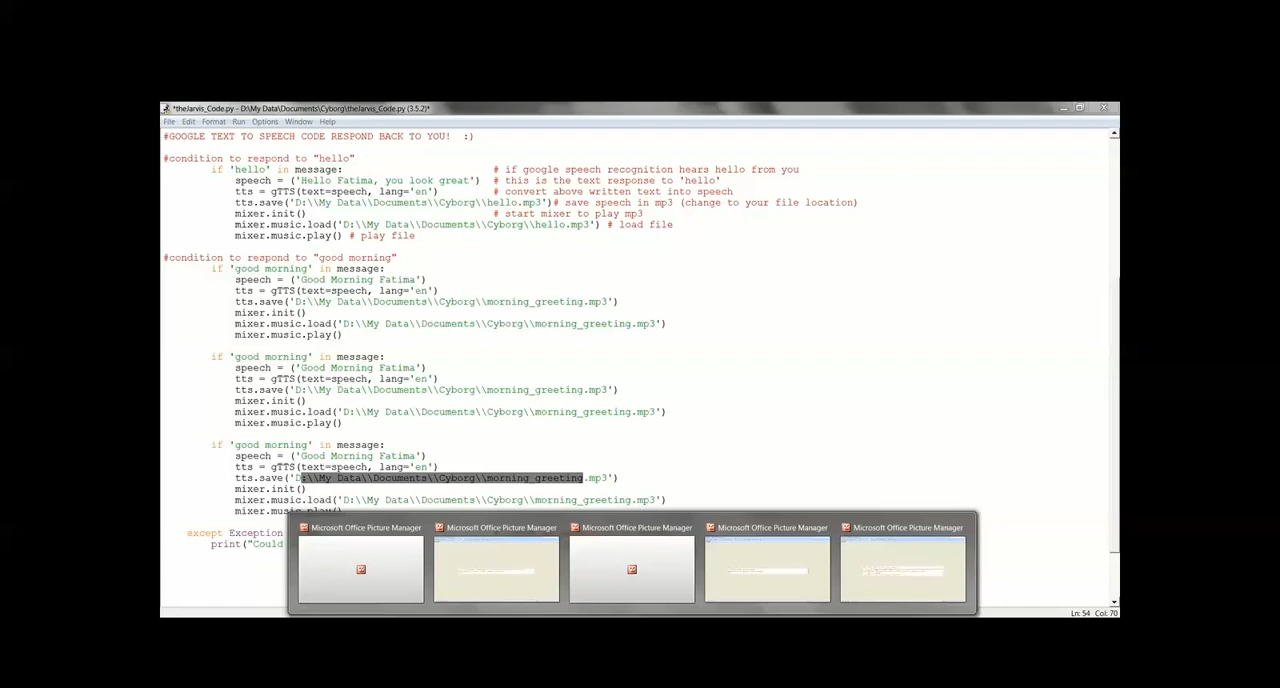 *theJarvis_Code.py - D:\My Data\Documents\Cyborg\theJarvis_Code.py (3.5.2)*
File Edit Format Run Options Window Help
#GOOGLE TEXT TO SPEECH CODE RESPOND BACK TO YOU!  :)
#condition to respond to "hello"
if 'hello' in message: # if google speech recognition hears hello from you
speech = ('Hello Fatima, you look great') # this is the text response to 'hello'
tts = gTTS(text=speech, lang='en') # convert above written text into speech
tts.save('D:\\My Data\\Documents\\Cyborg\\hello.mp3')# save speech in mp3 (change to your file location)
mixer.init() # start mixer to play mp3
mixer.music.load('D:\\My Data\\Documents\\Cyborg\\hello.mp3') # load file
mixer.music.play() # play file
#condition to respond to "good morning"
if 'good morning' in message:
speech = ('Good Morning Fatima')
tts = gTTS(text=speech, lang='en')
tts.save('D:\\My Data\\Documents\\Cyborg\\morning_greeting.mp3')
mixer.init()
mixer.music.load('D:\\My Data\\Documents\\Cyborg\\morning_greeting.mp3')
mixer.music.play()
if 'good morning' in message:
speech = ('Good Morning Fatima')
tts = gTTS(text=speech, lang='en')
tts.save('D:\\My Data\\Documents\\Cyborg\\morning_greeting.mp3')
mixer.init()
mixer.music.load('D:\\My Data\\Documents\\Cyborg\\morning_greeting.mp3')
mixer.music.play()
if 'good morning' in message:
speech = ('Good Morning Fatima')
tts = gTTS(text=speech, lang='en')
tts.save('D:\\My Data\\Documents\\Cyborg\\morning_greeting.mp3')
mixer.init()
mixer.music.load('D:\\My Data\\Documents\\Cyborg\\morning_greeting.mp3')
mixer.music.play()
except Exception
print("Could
Microsoft Office Picture Manager Microsoft Office Picture Manager Microsoft Office Picture Manager Microsoft Office Picture Manager Microsoft Office Picture Manager
Ln: 54 Col: 70